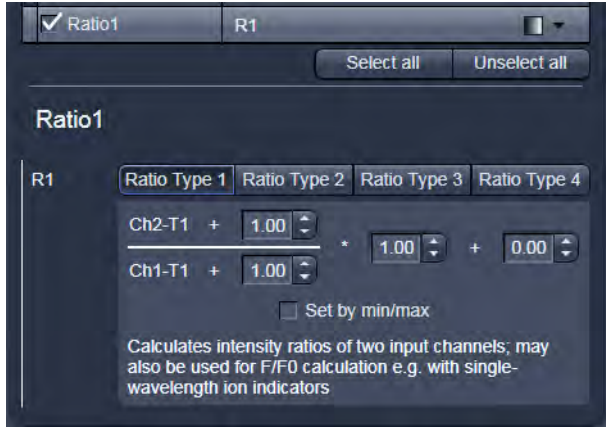 Ratio1 R1
Select all Unselect all
Ratio1
R1 Ratio Type 1 Ratio Type 2 Ratio Type 3 Ratio Type 4
Ch2-T1 + 1.00
* 1.00 + 0.00
Ch1-T1 + 1.00
Set by min/max
Calculates intensity ratios of two input channels; may
also be used for F/F0 calculation e.g. with single-
wavelength ion indicators